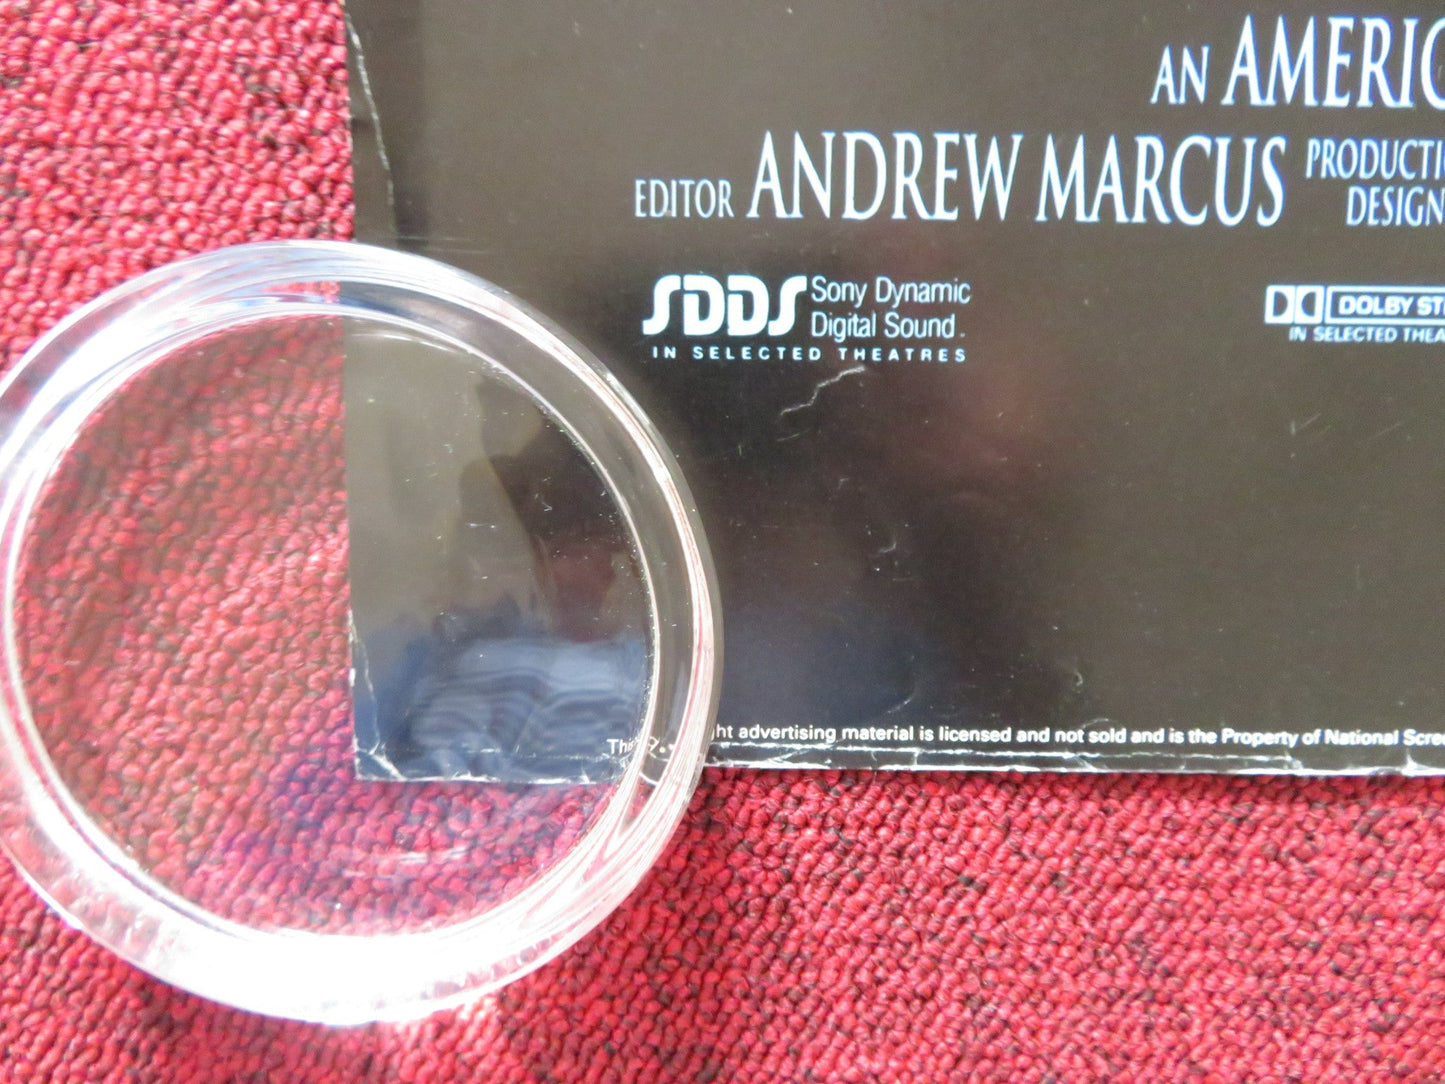 AN AMERIC
EDITOR ANDREW MARCUS PRODUCTI
DESIGN
SDDS Sony Dynamic
Digital Sound.
IN SELECTED THEATRES
DOLBY ST
IN SELECTED THEA
ht advertising material is licensed and not sold and is the Property of National Scre